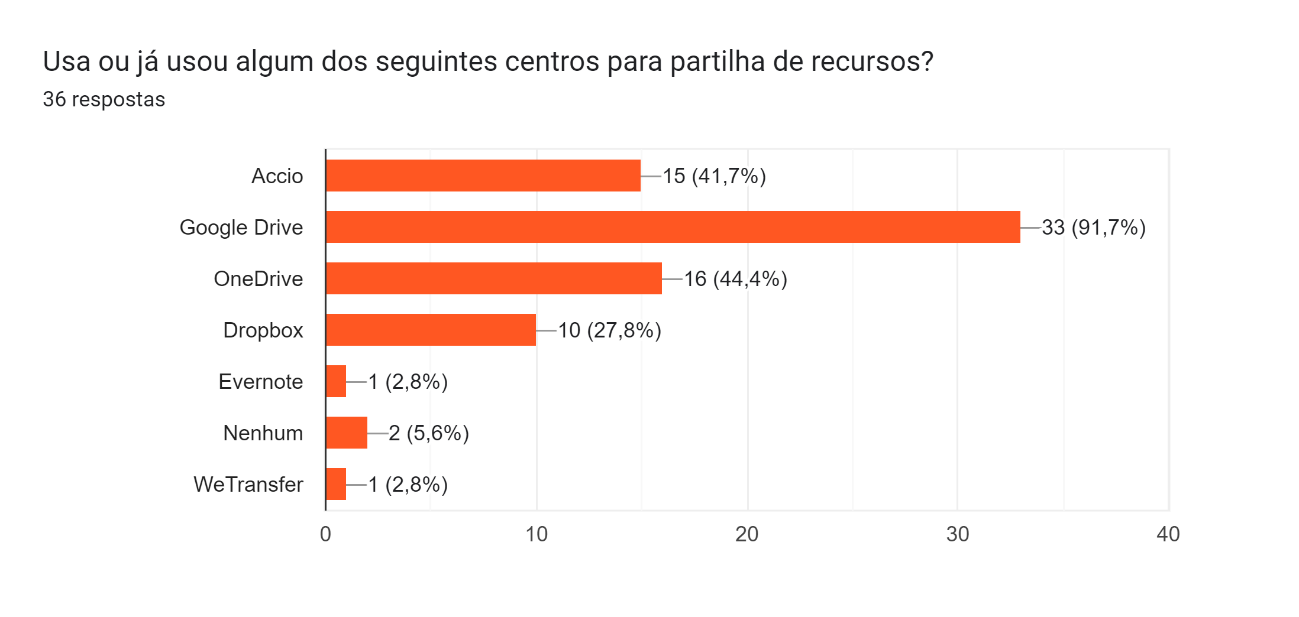 Usa ou já usou algum dos seguintes centros para partilha de recursos?
36 respostas
Accio 15 (41,7%)
Google Drive 33 (91,7%)
OneDrive 16 (44,4%)
Dropbox 10 (27,8%)
Evernote 1 (2,8%)
Nenhum 2 (5,6%)
WeTransfer 1 (2,8%)
0 10 20 30 40